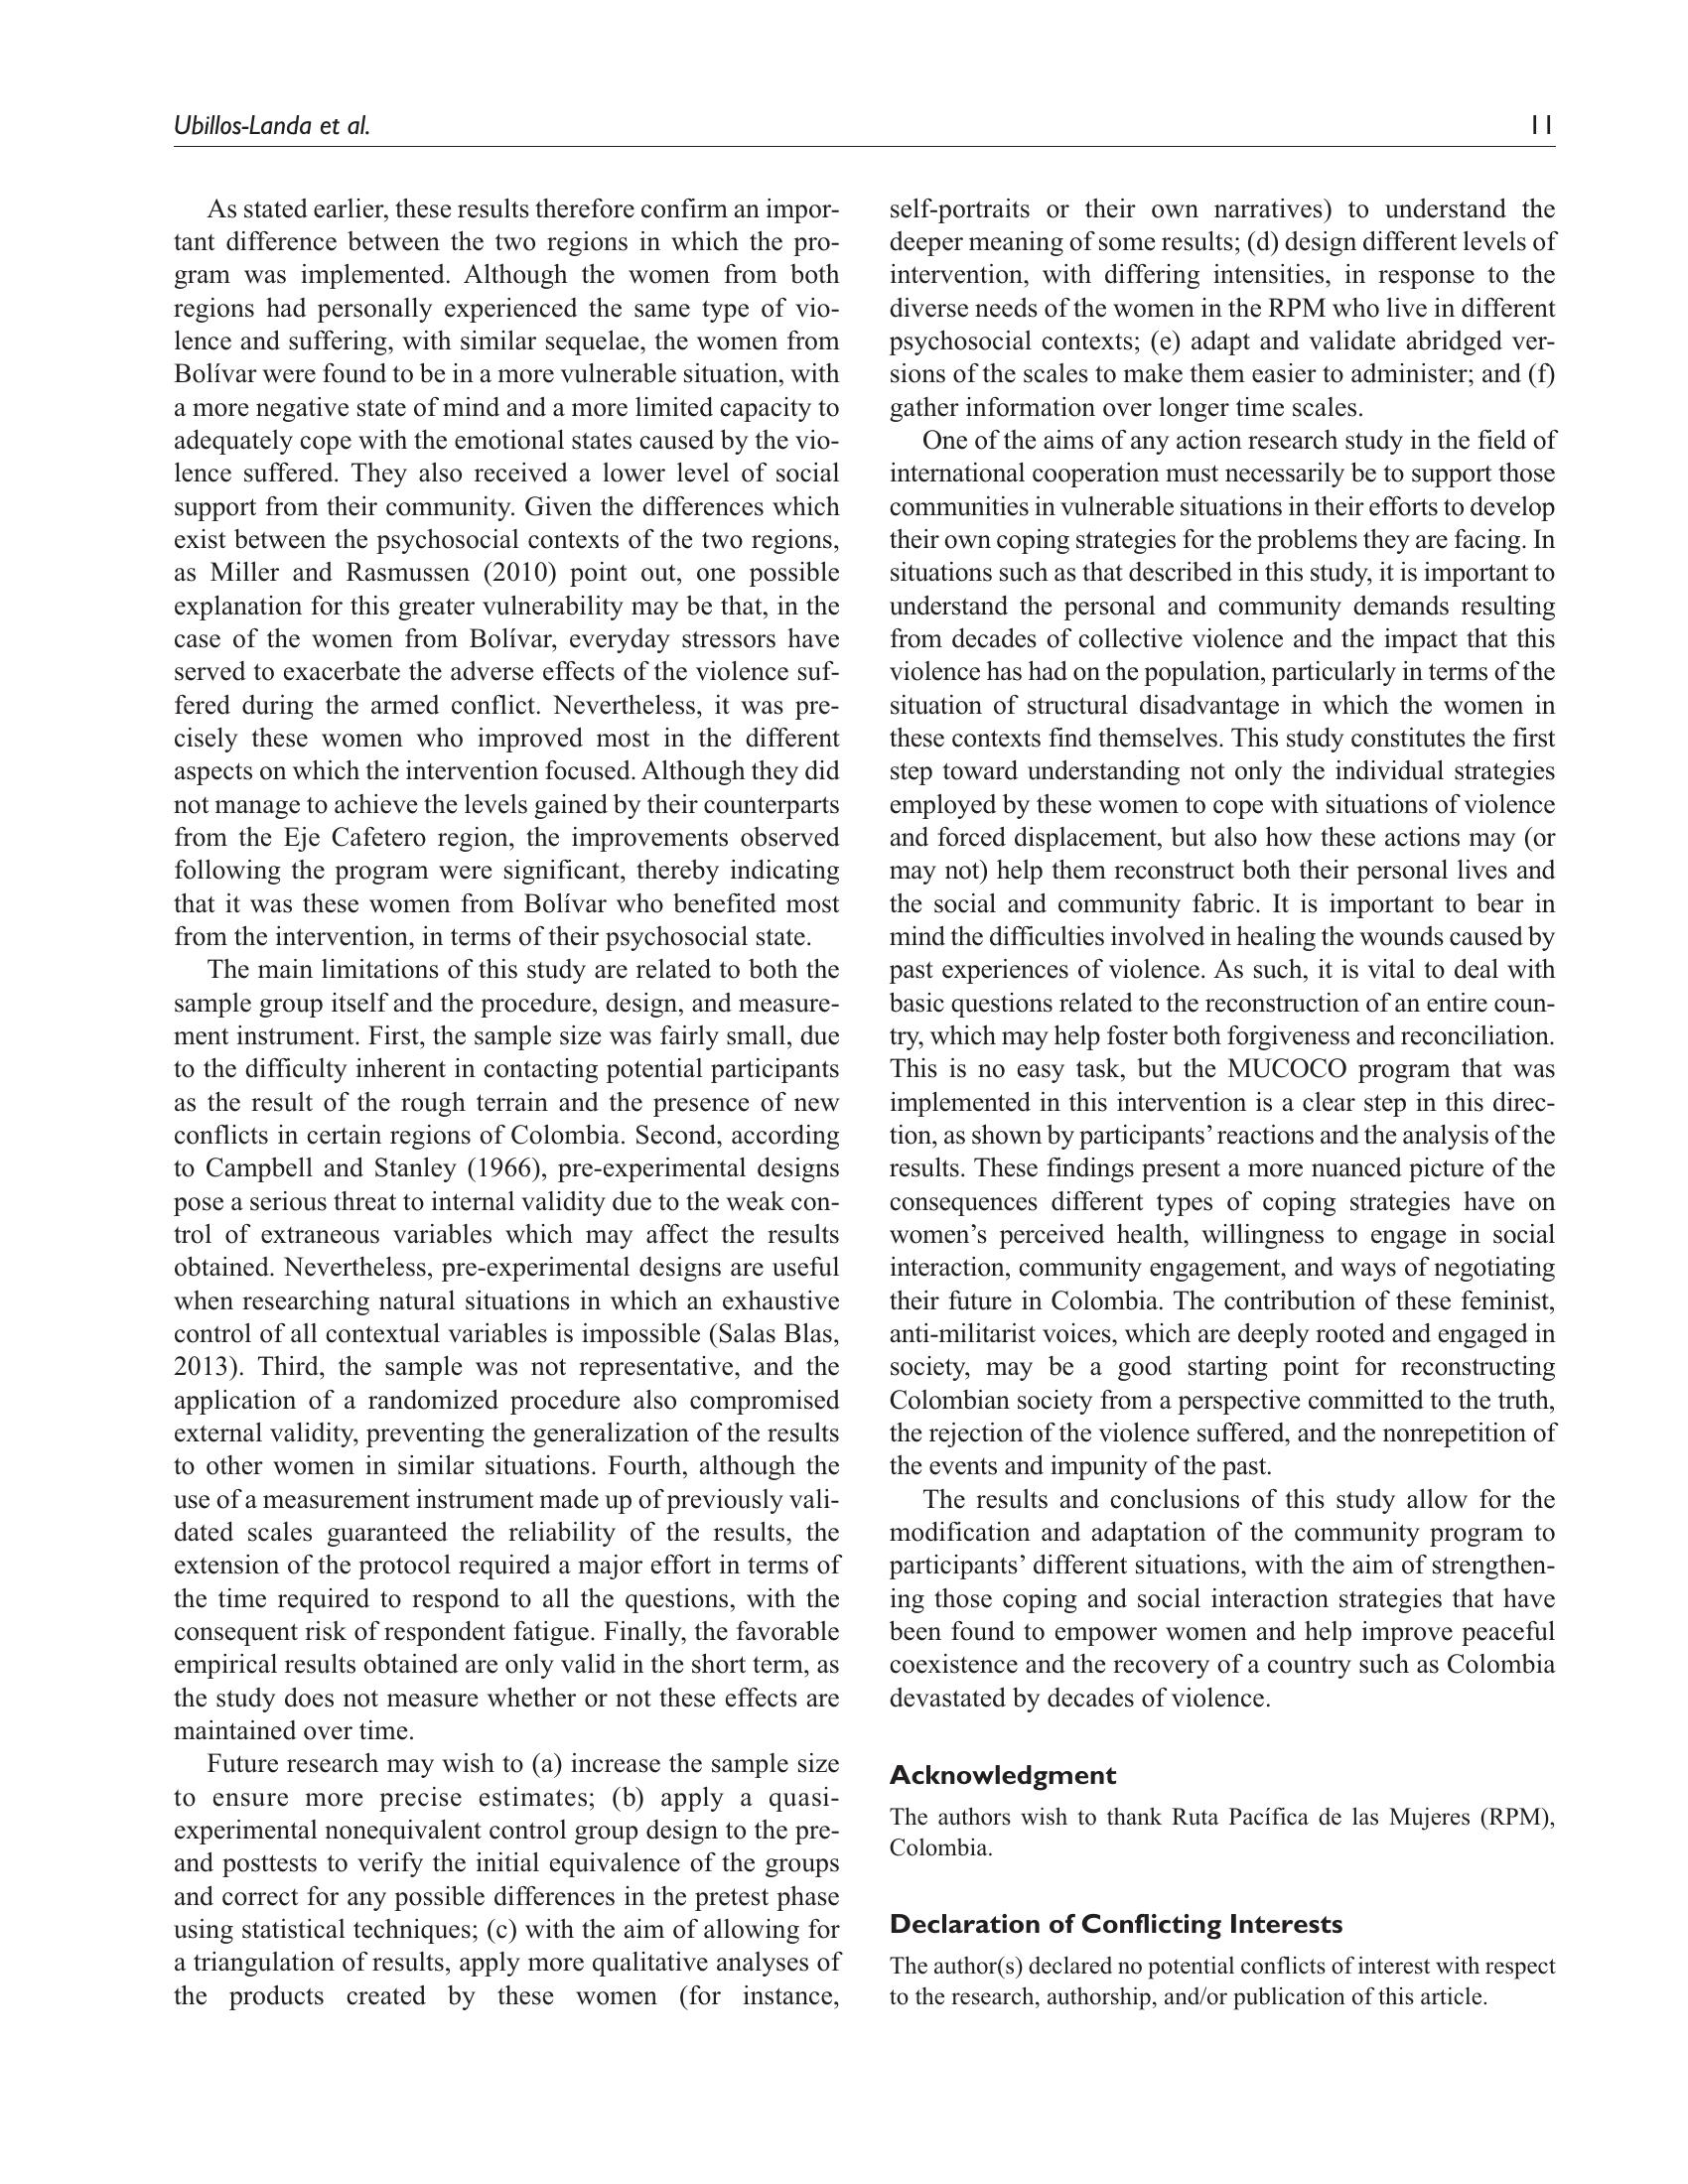 Ubillos-Landa et al.
11
As stated earlier, these results therefore confirm an impor-
tant difference between the two regions in which the pro-
gram was implemented. Although the women from both
regions had personally experienced the same type of vio-
lence and suffering, with similar sequelae, the women from
Bolívar were found to be in a more vulnerable situation, with
a more negative state of mind and a more limited capacity to
adequately cope with the emotional states caused by the vio-
lence suffered. They also received a lower level of social
support from their community. Given the differences which
exist between the psychosocial contexts of the two regions,
as Miller and Rasmussen (2010) point out, one possible
explanation for this greater vulnerability may be that, in the
case of the women from Bolívar, everyday stressors have
served to exacerbate the adverse effects of the violence suf-
fered during the armed conflict. Nevertheless, it was pre-
cisely these women who improved most in the different
aspects on which the intervention focused. Although they did
not manage to achieve the levels gained by their counterparts
from the Eje Cafetero region, the improvements observed
following the program were significant, thereby indicating
that it was these women from Bolívar who benefited most
from the intervention, in terms of their psychosocial state.
The main limitations of this study are related to both the
sample group itself and the procedure, design, and measure-
ment instrument. First, the sample size was fairly small, due
to the difficulty inherent in contacting potential participants
as the result of the rough terrain and the presence of new
conflicts in certain regions of Colombia. Second, according
to Campbell and Stanley (1966), pre-experimental designs
pose a serious threat to internal validity due to the weak con-
trol of extraneous variables which may affect the results
obtained. Nevertheless, pre-experimental designs are useful
when researching natural situations in which an exhaustive
control of all contextual variables is impossible (Salas Blas,
2013). Third, the sample was not representative, and the
application of a randomized procedure also compromised
external validity, preventing the generalization of the results
to other women in similar situations. Fourth, although the
use of a measurement instrument made up of previously vali-
dated scales guaranteed the reliability of the results, the
extension of the protocol required a major effort in terms of
the time required to respond to all the questions, with the
consequent risk of respondent fatigue. Finally, the favorable
empirical results obtained are only valid in the short term, as
the study does not measure whether or not these effects are
maintained over time.
Future research may wish to (a) increase the sample size
to ensure more precise estimates; (b) apply a quasi-
experimental nonequivalent control group design to the pre-
and posttests to verify the initial equivalence of the groups
and correct for any possible differences in the pretest phase
using statistical techniques; (c) with the aim of allowing for
a triangulation of results, apply more qualitative analyses of
the products created by these women (for instance,
self-portraits or their own narratives) to understand the
deeper meaning of some results; (d) design different levels of
intervention, with differing intensities, in response to the
diverse needs of the women in the RPM who live in different
psychosocial contexts; (e) adapt and validate abridged ver-
sions of the scales to make them easier to administer; and (f)
gather information over longer time scales.
One of the aims of any action research study in the field of
international cooperation must necessarily be to support those
communities in vulnerable situations in their efforts to develop
their own coping strategies for the problems they are facing. In
situations such as that described in this study, it is important to
understand the personal and community demands resulting
from decades of collective violence and the impact that this
violence has had on the population, particularly in terms of the
situation of structural disadvantage in which the women in
these contexts find themselves. This study constitutes the first
step toward understanding not only the individual strategies
employed by these women to cope with situations of violence
and forced displacement, but also how these actions may (or
may not) help them reconstruct both their personal lives and
the social and community fabric. It is important to bear in
mind the difficulties involved in healing the wounds caused by
past experiences of violence. As such, it is vital to deal with
basic questions related to the reconstruction of an entire coun-
try, which may help foster both forgiveness and reconciliation.
This is no easy task, but the MUCOCO program that was
implemented in this intervention is a clear step in this direc-
tion, as shown by participants’ reactions and the analysis of the
results. These findings present a more nuanced picture of the
consequences different types of coping strategies have on
women’s perceived health, willingness to engage in social
interaction, community engagement, and ways of negotiating
their future in Colombia. The contribution of these feminist,
anti-militarist voices, which are deeply rooted and engaged in
society, may be a good starting point for reconstructing
Colombian society from a perspective committed to the truth,
the rejection of the violence suffered, and the nonrepetition of
the events and impunity of the past.
The results and conclusions of this study allow for the
modification and adaptation of the community program to
participants’ different situations, with the aim of strengthen-
ing those coping and social interaction strategies that have
been found to empower women and help improve peaceful
coexistence and the recovery of a country such as Colombia
devastated by decades of violence.
Acknowledgment
The authors wish to thank Ruta Pacífica de las Mujeres (RPM),
Colombia.
Declaration of Conflicting Interests
The author(s) declared no potential conflicts of interest with respect
to the research, authorship, and/or publication of this article.